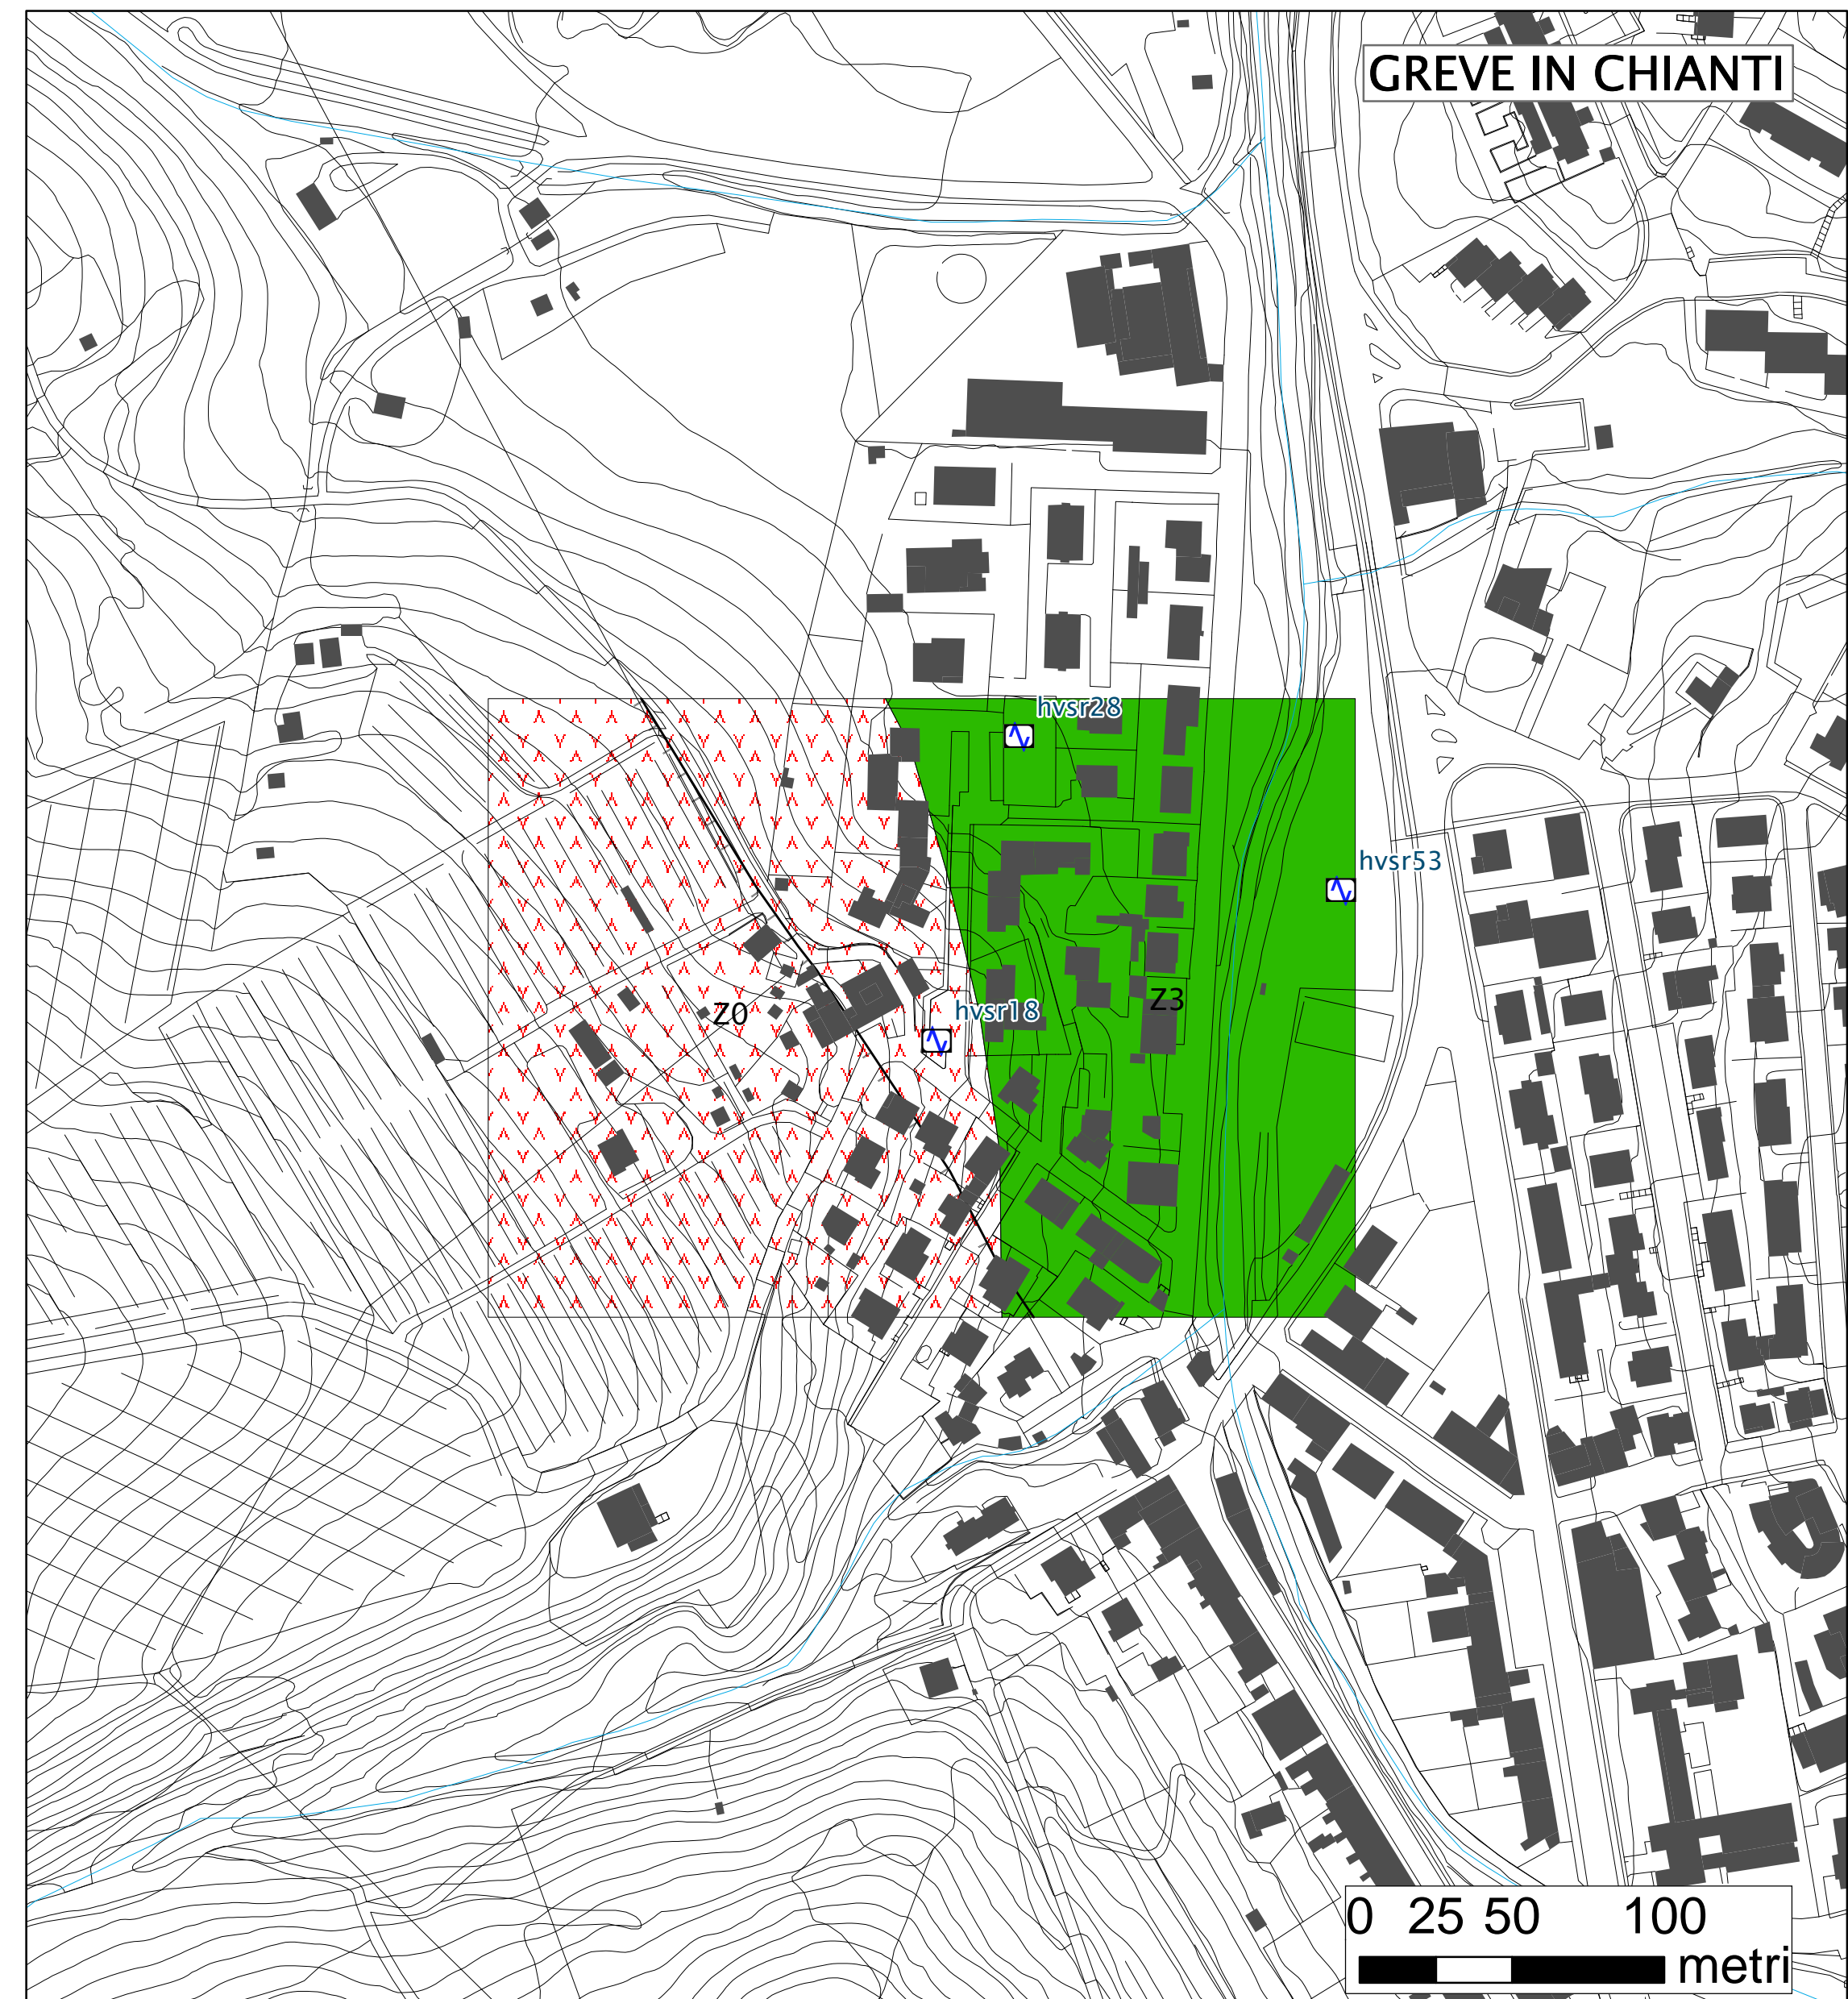 GREVE IN CHIANTI
hvsr28
hvsr53
Z3
Z0
hvsr18
0 25 50 100
metri